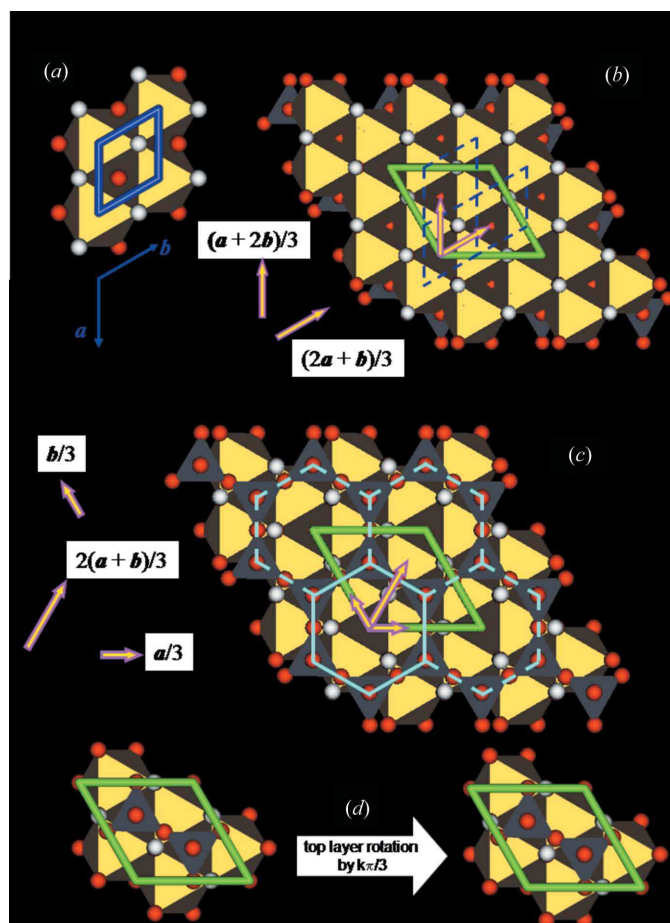 (a)
(b)
b
a
(a + 2b)/3
(2a + b)/3
(c)
b/3
2(a + b)/3
a/3
(d)
top layer rotation
by kπ/3